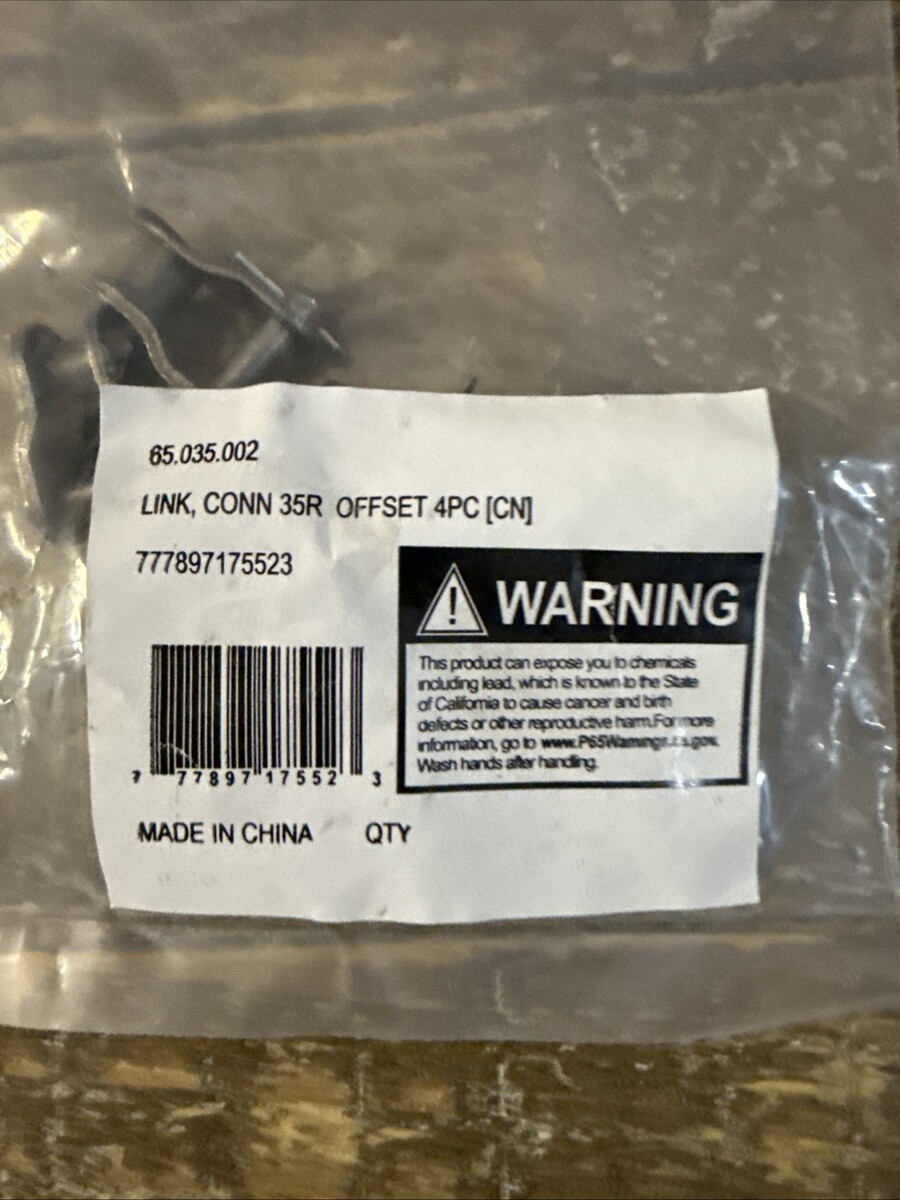 65.035.002
LINK, CONN 35R OFFSET 4PC [CN]
777897175523
! WARNING
This product can expose you to chemicals
including lead, which is known to the State
of California to cause cancer and birth
defects or other reproductive harm.For more
information, go to
Wash hands after handling.
7 77897 17552 3
MADE IN CHINA QTY